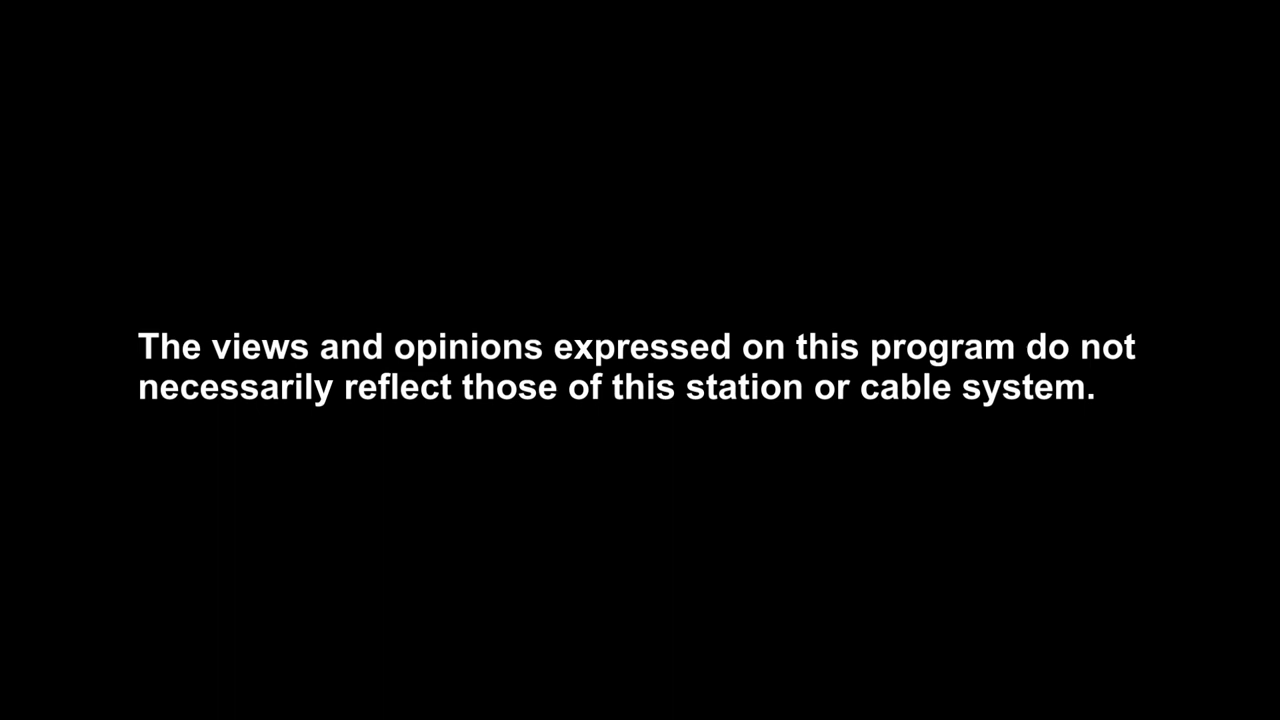 The views and opinions expressed on this program do not
necessarily reflect those of this station or cable system.